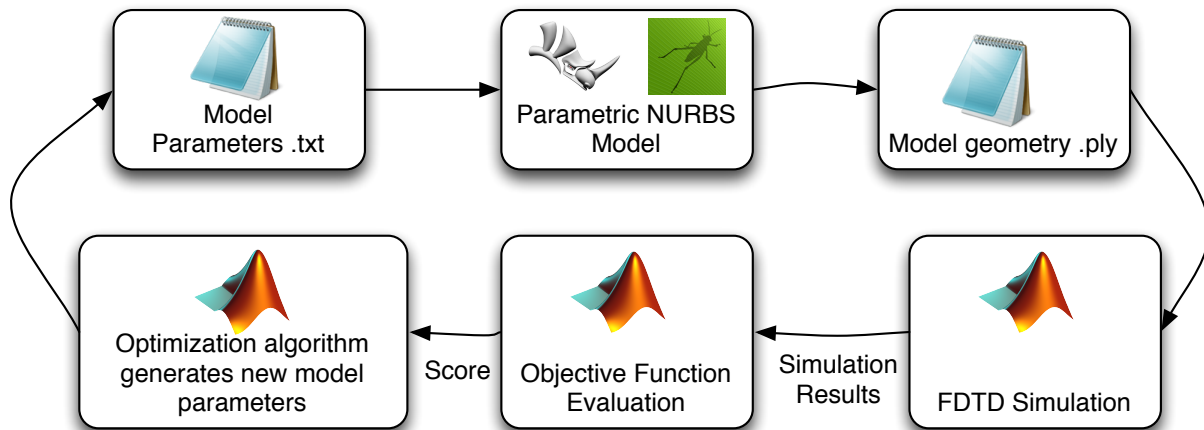 Model
Parameters .txt
Parametric NURBS
Model
Model geometry .ply
Optimization algorithm
generates new model
parameters
Score
Objective Function
Evaluation
Simulation
Results
FDTD Simulation